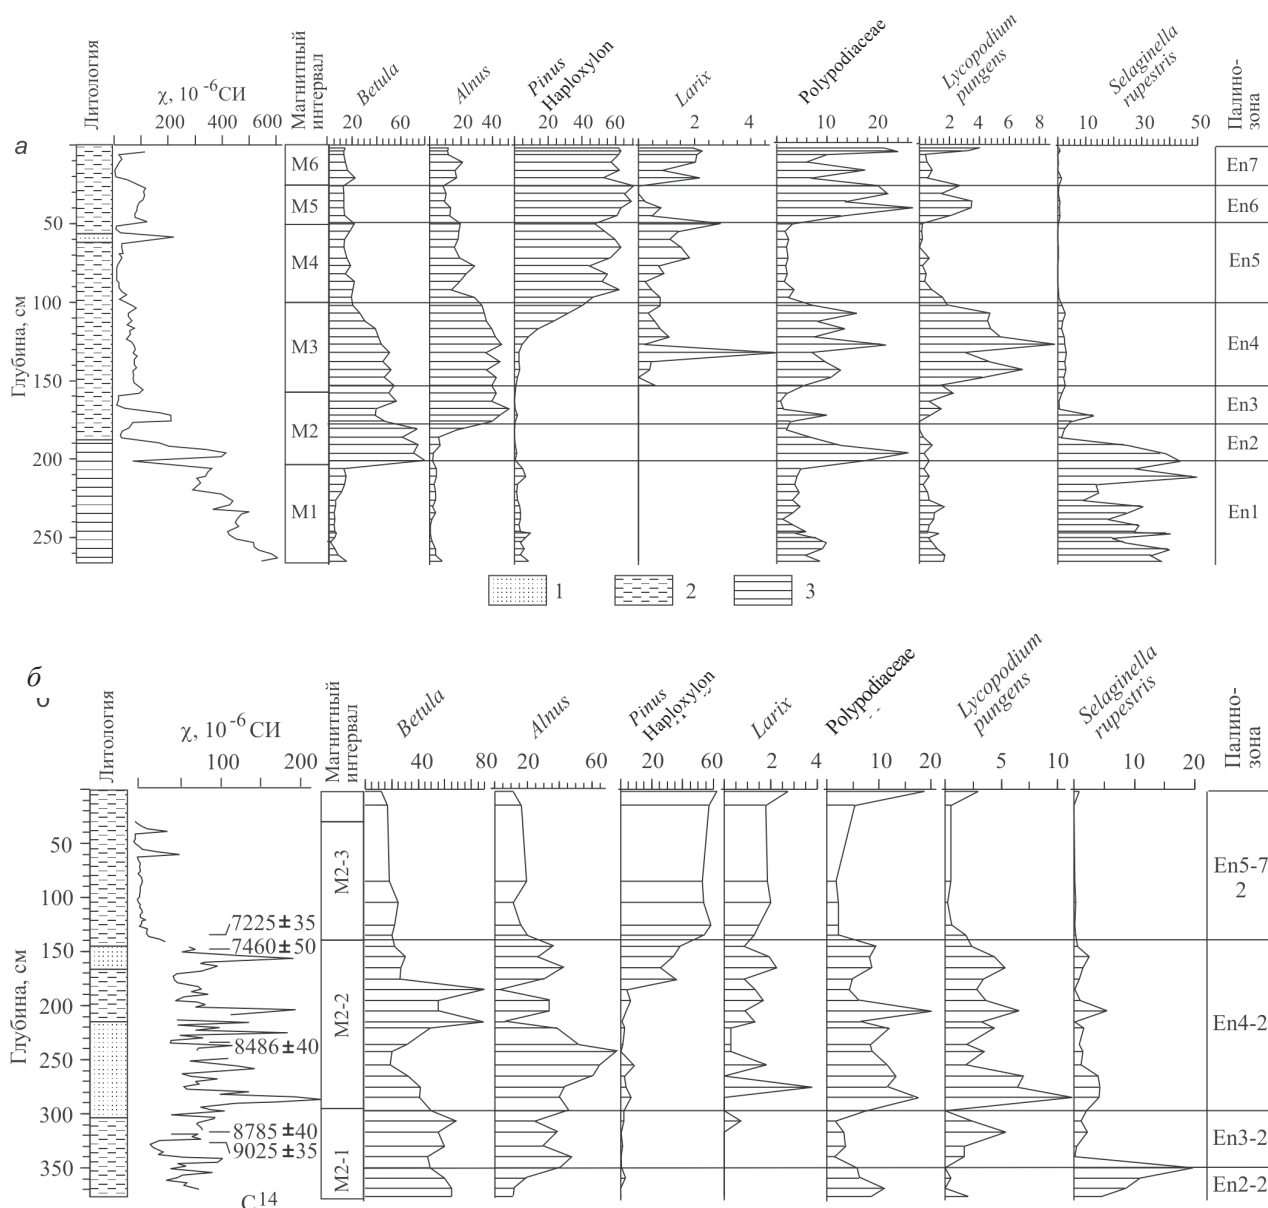 а
Литология
χ, 10 -6СИ
Магнитный
интервал
Betula
Alnus
Pinus
Haploxylon
Larix
Polypodiaceae
Lycopodium
pungens
Selaginella
rupestris
Палино-
зона
200 400 600
20 60
20 40
20 40 60
2 4
10 20
2 4 6 8
10 30 50
Глубина, см
50
100
150
200
250
M6
M5
M4
M3
M2
M1
En7
En6
En5
En4
En3
En2
En1
1 2 3
б
Литология
χ, 10 -6СИ
Магнитный
интервал
Betula
Alnus
Pinus
Haploxylon
Larix
Polypodiaceae
Lycopodium
pungens
Selaginella
rupestris
Палино-
зона
100 200
40 80
20 60
20 60
2 4
10 20
5 10
10 20
Глубина, см
50
100
150
200
250
300
350
7225±35
7460±50
8486±40
8785±40
9025±35
C14
M2-3
M2-2
M2-1
En5-7
2
En4-2
En3-2
En2-2